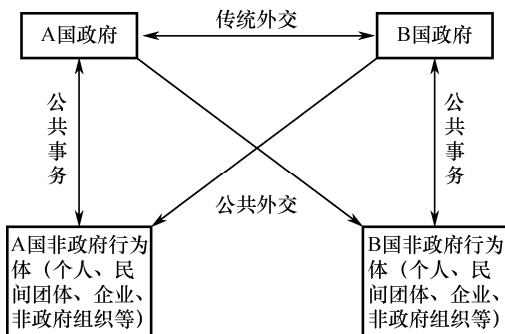 传统外交
A国政府
B国政府
公共事务
公共事务
公共外交
A国非政府行为
体（个人、民
间团体、企业、
非政府组织等）
B国非政府行为
体（个人、民
间团体、企业、
非政府组织等）